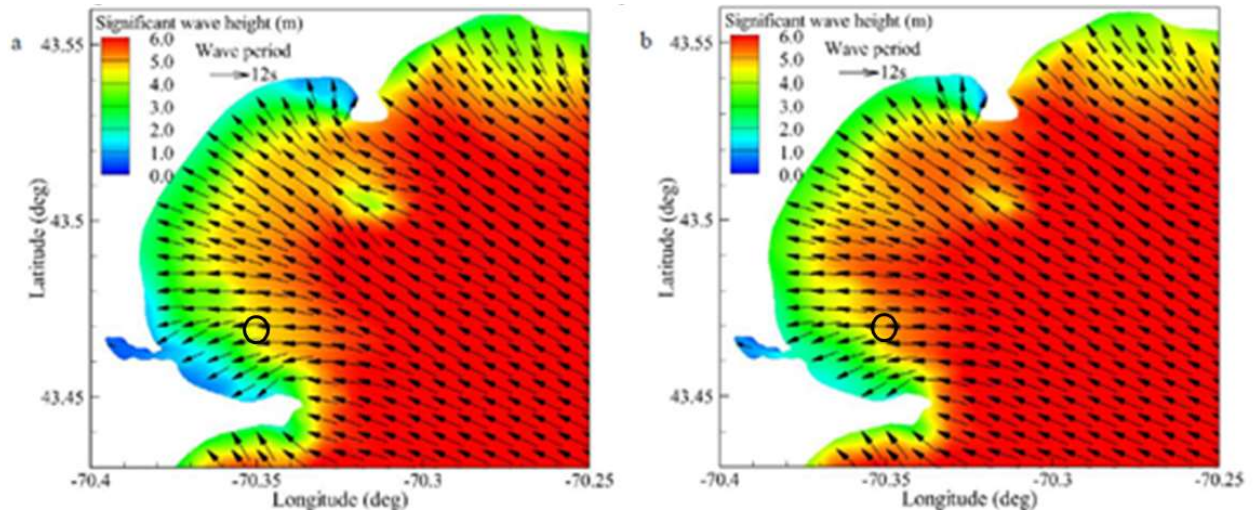 a
Significant wave height (m)
6.0
5.0
4.0
3.0
2.0
1.0
0.0
Wave period
12s
43.55
43.5
43.45
Latitude (deg)
-70.4
-70.35
-70.3
-70.25
Longitude (deg)
b
Significant wave height (m)
6.0
5.0
4.0
3.0
2.0
1.0
0.0
Wave period
12s
43.55
43.5
43.45
Latitude (deg)
-70.4
-70.35
-70.3
-70.25
Longitude (deg)